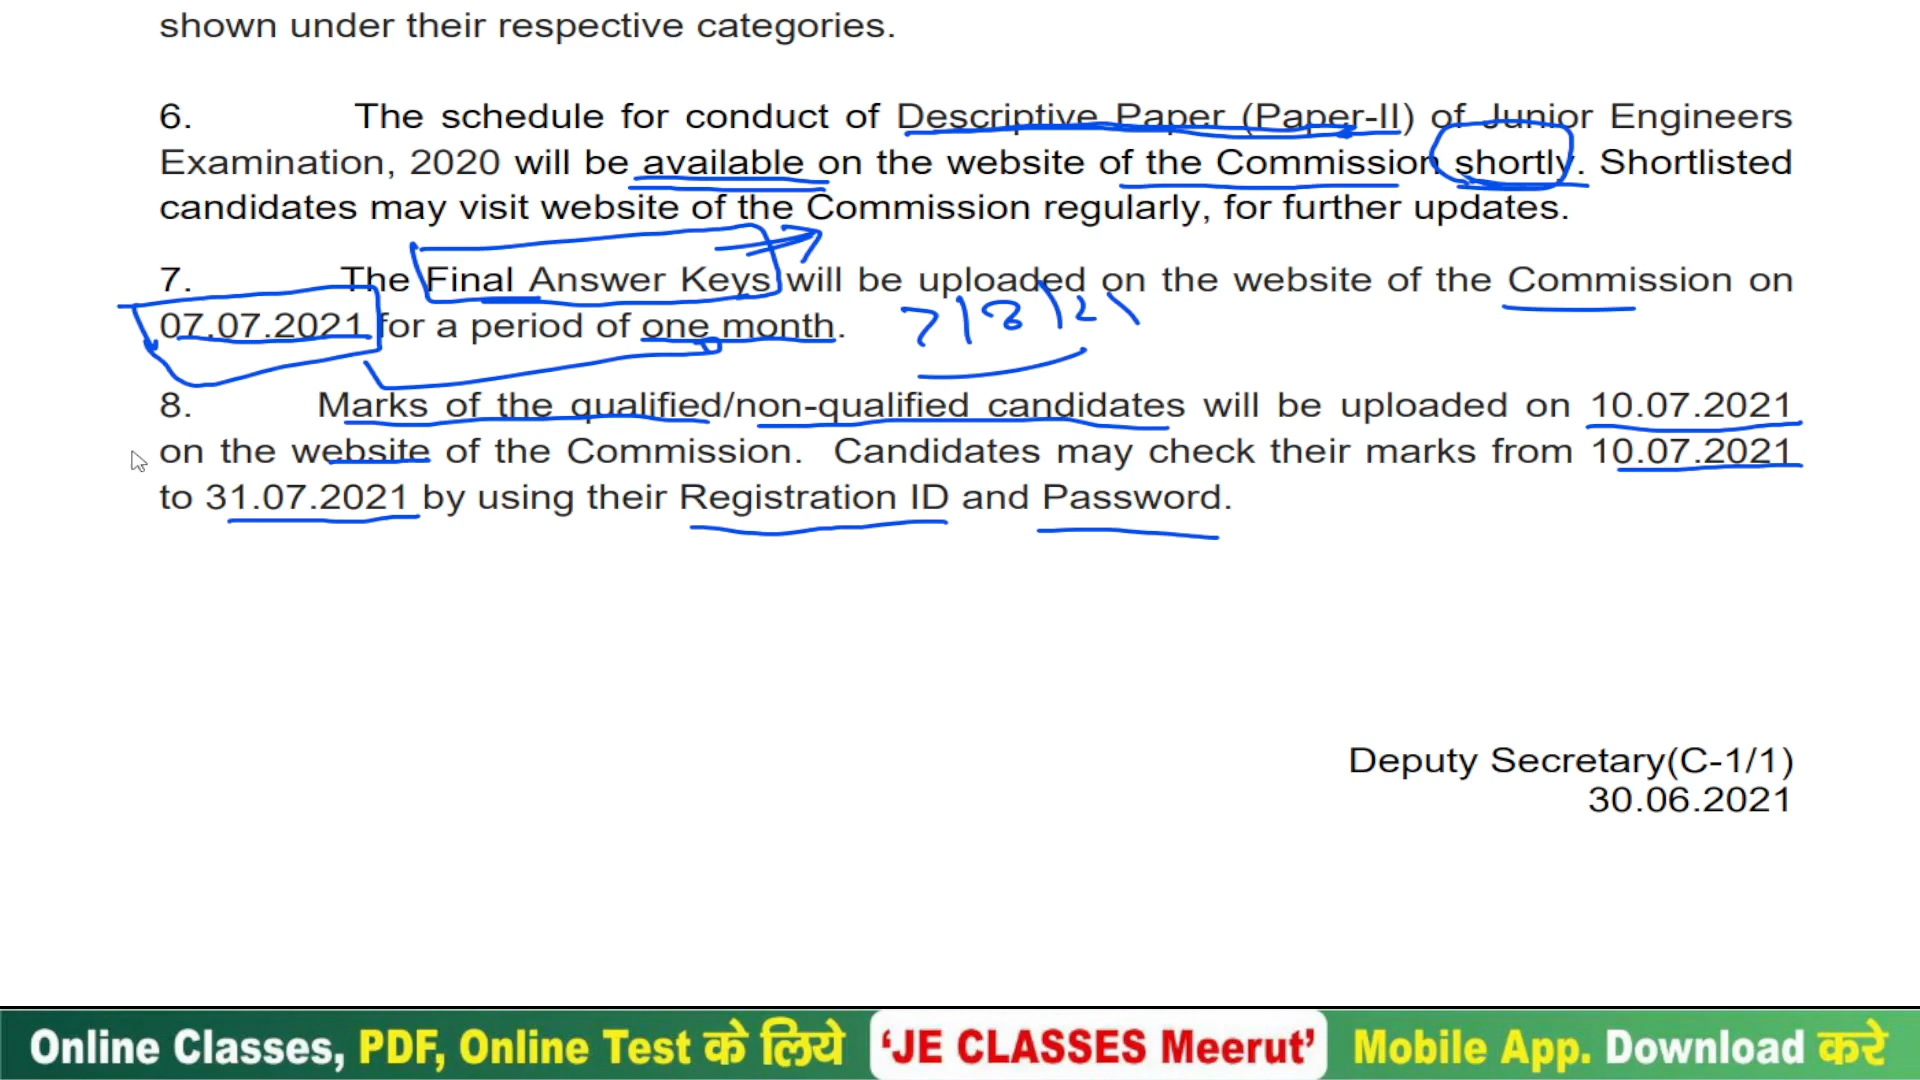 shown under their respective categories.
6. The schedule for conduct of Descriptive Paper (Paper-II) of Junior Engineers
Examination, 2020 will be available on the website of the Commission shortly. Shortlisted
candidates may visit website of the Commission regularly, for further updates.
7. The Final Answer Keys will be uploaded on the website of the Commission on
07.07.2021 for a period of one month. 7/8/21
8. Marks of the qualified/non-qualified candidates will be uploaded on 10.07.2021
on the website of the Commission. Candidates may check their marks from 10.07.2021
to 31.07.2021 by using their Registration ID and Password.
Deputy Secretary(C-1/1)
30.06.2021
Online Classes, PDF, Online Test के लिये ‘JE CLASSES Meerut’ Mobile App. Download करे